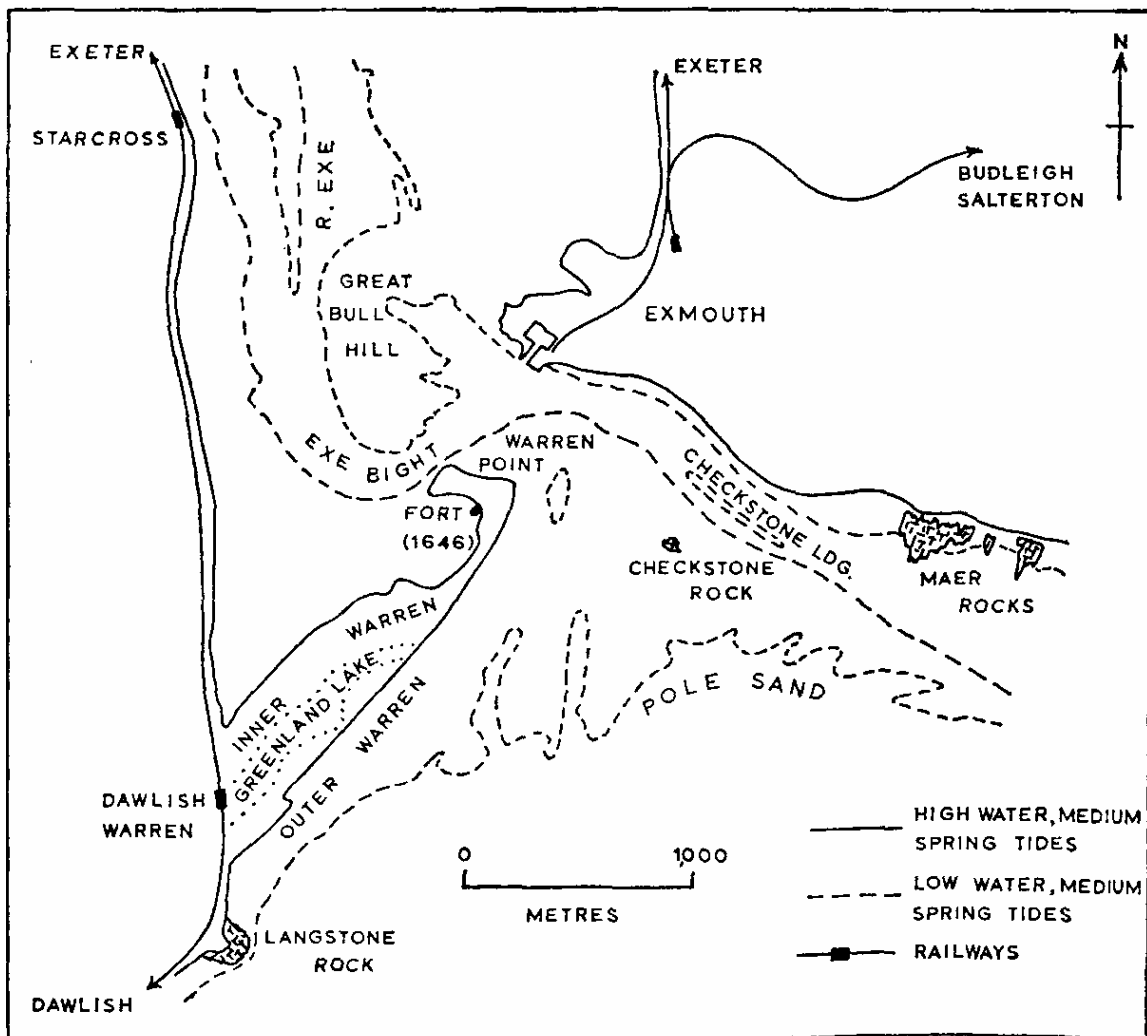 EXETER
STARCROSS
R. EXE
EXETER
N
BUDLEIGH
SALTERTON
GREAT
BULL
HILL
EXMOUTH
EXE BIGHT
WARREN
POINT
FORT
(1646)
CHECKSTONE LDG.
CHECKSTONE
ROCK
MAER
ROCKS
INNER WARREN
GREENLAND LAKE
OUTER WARREN
POLE SAND
DAWLISH
WARREN
LANGSTONE
ROCK
DAWLISH
0 1000
METRES
HIGH WATER, MEDIUM
SPRING TIDES
LOW WATER, MEDIUM
SPRING TIDES
RAILWAYS